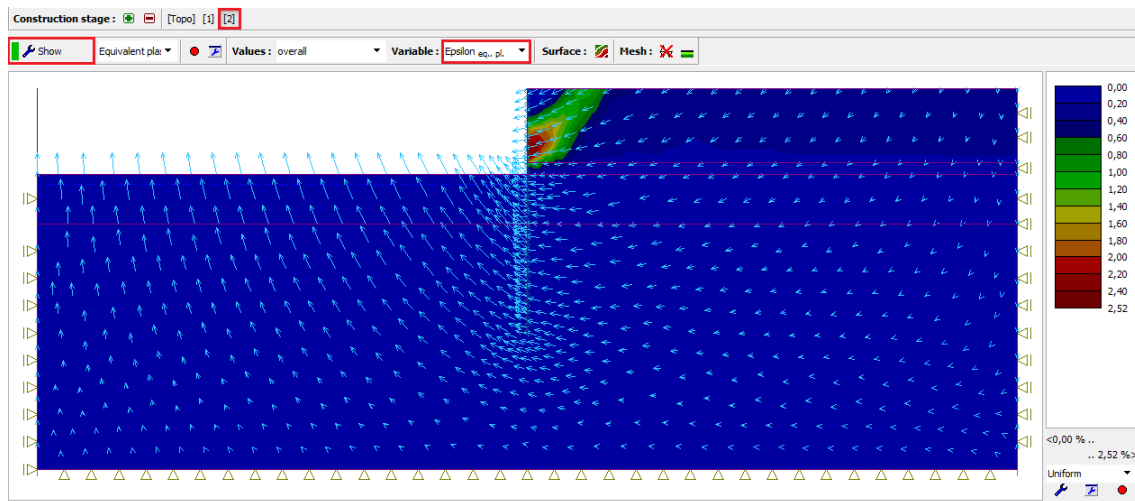 Construction stage : [Topo] [1] [2]
Show Equivalent pla: Values : overall Variable : Epsilon eq., pl. Surface : Mesh :
0,00
0,20
0,40
0,60
0,80
1,00
1,20
1,40
1,60
1,80
2,00
2,20
2,40
2,52
<0,00 % ..
.. 2,52 %>
Uniform